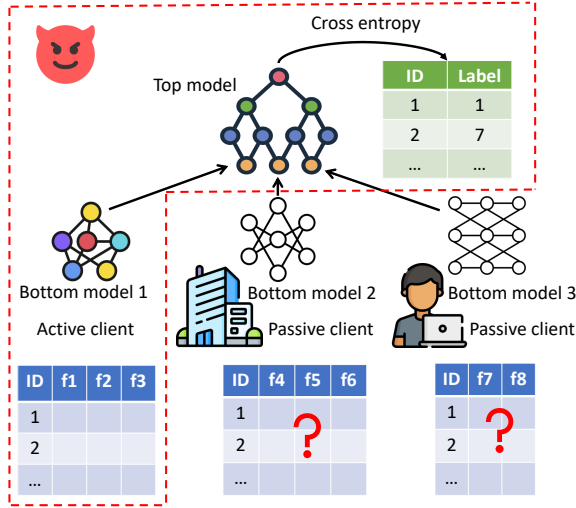 Cross entropy
Top model
ID Label
1 1
2 7
... ...
Bottom model 1
Active client
Bottom model 2
Passive client
Bottom model 3
Passive client
ID f1 f2 f3
1
2
...
ID f4 f5 f6
1
2
...
?
ID f7 f8
1
2
...
?